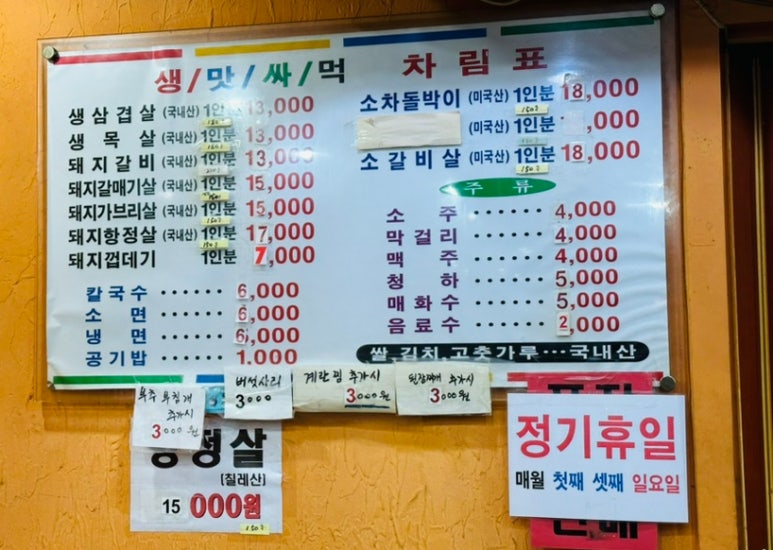 생/맛/싸/먹 차림표
생삼겹살 (국내산) 1인분 13,000
생목살 (국내산) 1인분 13,000
돼지갈비 (국내산) 1인분 13,000
돼지갈매기살 (국내산) 1인분 15,000
돼지가브리살 (국내산) 1인분 15,000
돼지항정살 (국내산) 1인분 17,000
돼지껍데기 1인분 7,000
칼국수 ······ 6,000
소면 ······ 6,000
냉면 ······ 6,000
공기밥 ······ 1,000
소차돌박이 (미국산) 1인분 18,000
(미국산) 1인분 ,000
소갈비살 (미국산) 1인분 18,000
주류
소주 ······ 4,000
막걸리 ······ 4,000
맥주 ······ 4,000
청하 ······ 5,000
매화수 ······ 5,000
음료수 ······ 2,000
쌀,김치,고춧가루···국내산
추가시
3000원
버섯사리
3000
계란찜 추가시
3000원
된장찌개 추가시
3000원
정살
(칠레산)
15000원
150g
정기휴일
매월 첫째 셋째 일요일
판매